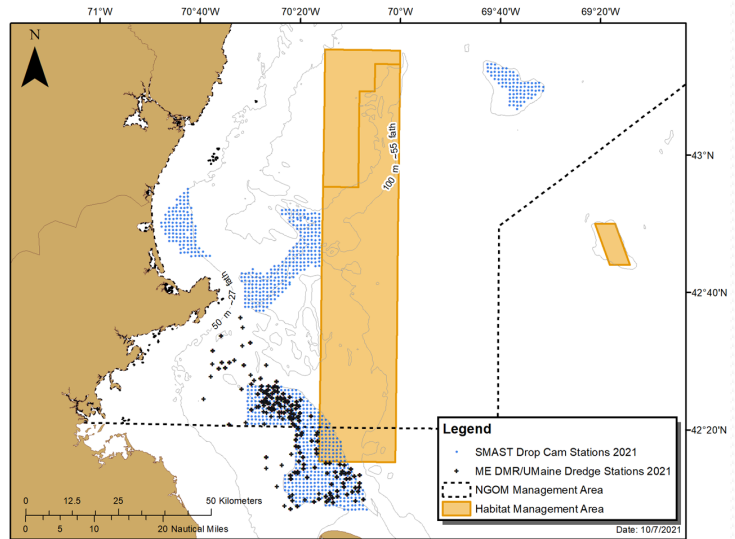 71°W 70°40' 70°20' 70°W 69°40' 69°20'
N
100 m –55 fath
43°N
50 m –27 fath
42°40'
42°20'
Legend
SMAST Drop Cam Stations 2021
ME DMR/UMaine Dredge Stations 2021
NGOM Management Area
Habitat Management Area
0 12.5 25 50 Kilometers
0 5 10 20 Nautical Miles
Date: 10/7/2021